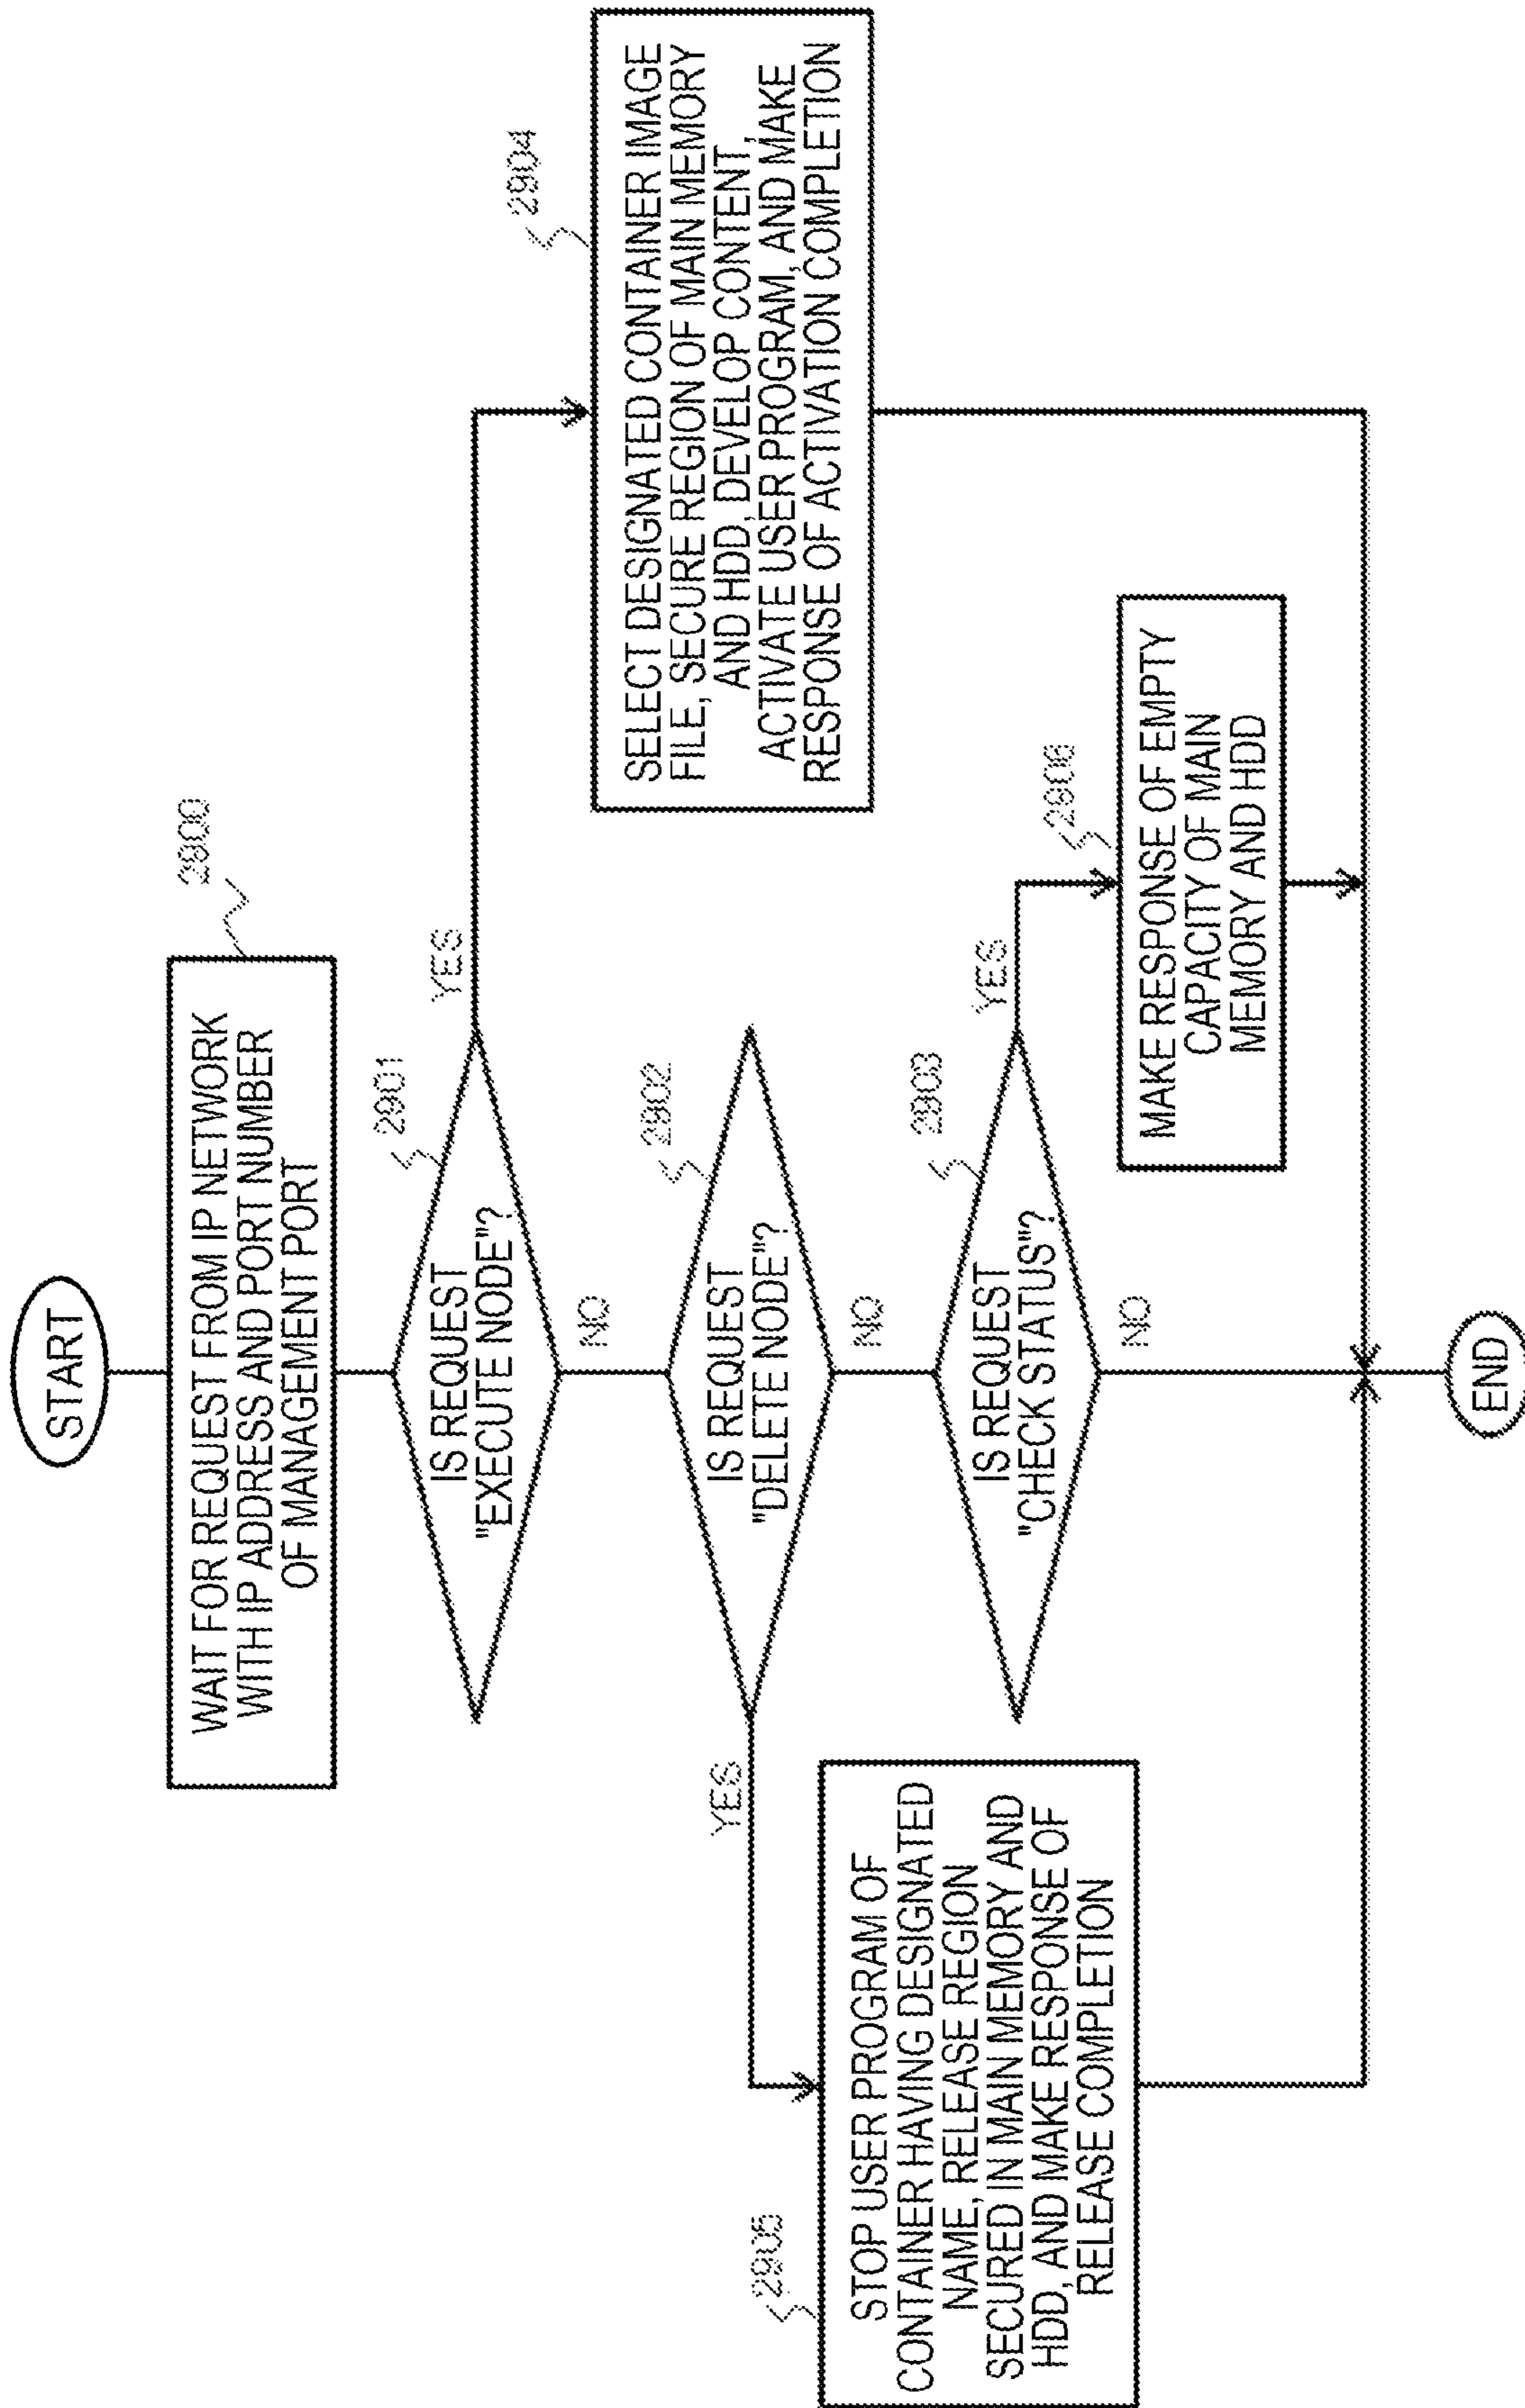 START
2900
WAIT FOR REQUEST FROM IP NETWORK
WITH IP ADDRESS AND PORT NUMBER
OF MANAGEMENT PORT
2901
IS REQUEST
"EXECUTE NODE"?
YES
NO
2904
SELECT DESIGNATED CONTAINER IMAGE
FILE, SECURE REGION OF MAIN MEMORY
AND HDD, DEVELOP CONTENT,
ACTIVATE USER PROGRAM, AND MAKE
RESPONSE OF ACTIVATION COMPLETION
2902
IS REQUEST
"DELETE NODE"?
YES
NO
2905
STOP USER PROGRAM OF
CONTAINER HAVING DESIGNATED
NAME, RELEASE REGION
SECURED IN MAIN MEMORY AND
HDD, AND MAKE RESPONSE OF
RELEASE COMPLETION
2903
IS REQUEST
"CHECK STATUS"?
YES
NO
2906
MAKE RESPONSE OF EMPTY
CAPACITY OF MAIN
MEMORY AND HDD
END